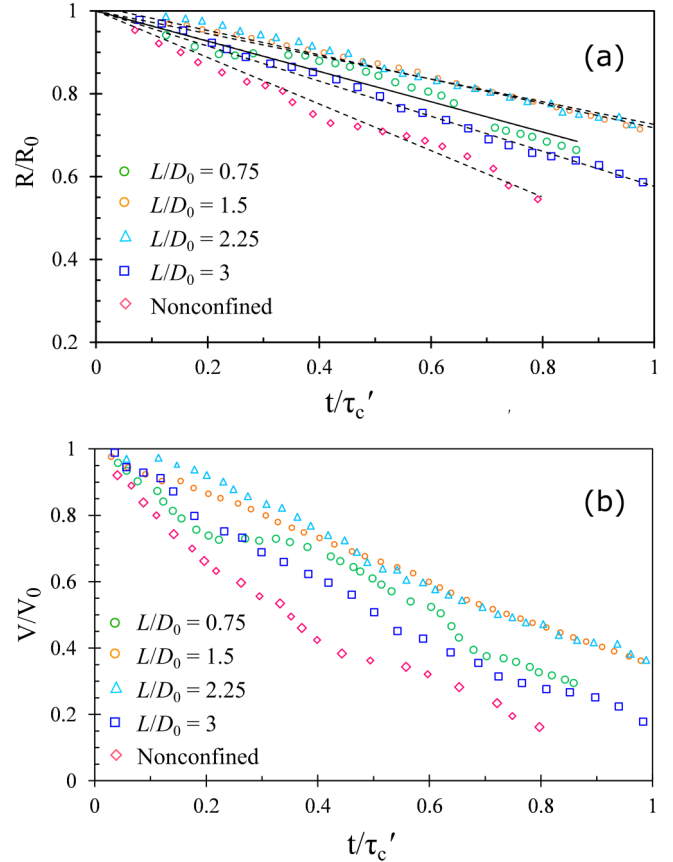 1
0.8
0.6
0.4
0.2
R/R₀
(a)
L/D₀ = 0.75
L/D₀ = 1.5
L/D₀ = 2.25
L/D₀ = 3
Nonconfined
0 0.2 0.4 0.6 0.8 1
t/τc′
,
1
0.8
0.6
0.4
0.2
0
V/V₀
(b)
L/D₀ = 0.75
L/D₀ = 1.5
L/D₀ = 2.25
L/D₀ = 3
Nonconfined
0 0.2 0.4 0.6 0.8 1
t/τc′